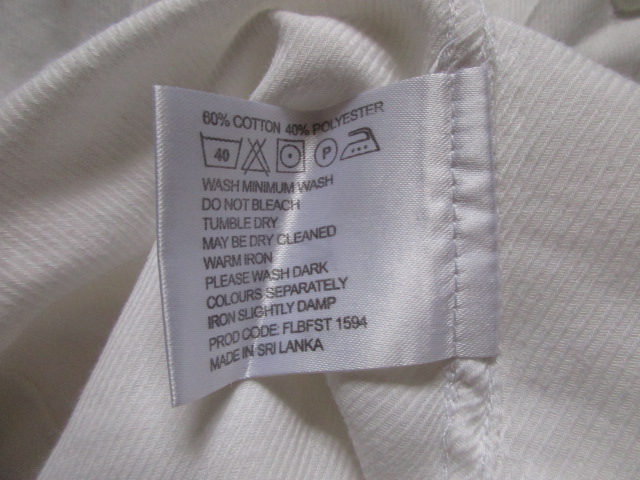 60% COTTON 40% POLYESTER
40 P
WASH MINIMUM WASH
DO NOT BLEACH
TUMBLE DRY
MAY BE DRY CLEANED
WARM IRON
PLEASE WASH DARK
COLOURS SEPARATELY
IRON SLIGHTLY DAMP
PROD CODE: FLBFST 1594
MADE IN SRI LANKA